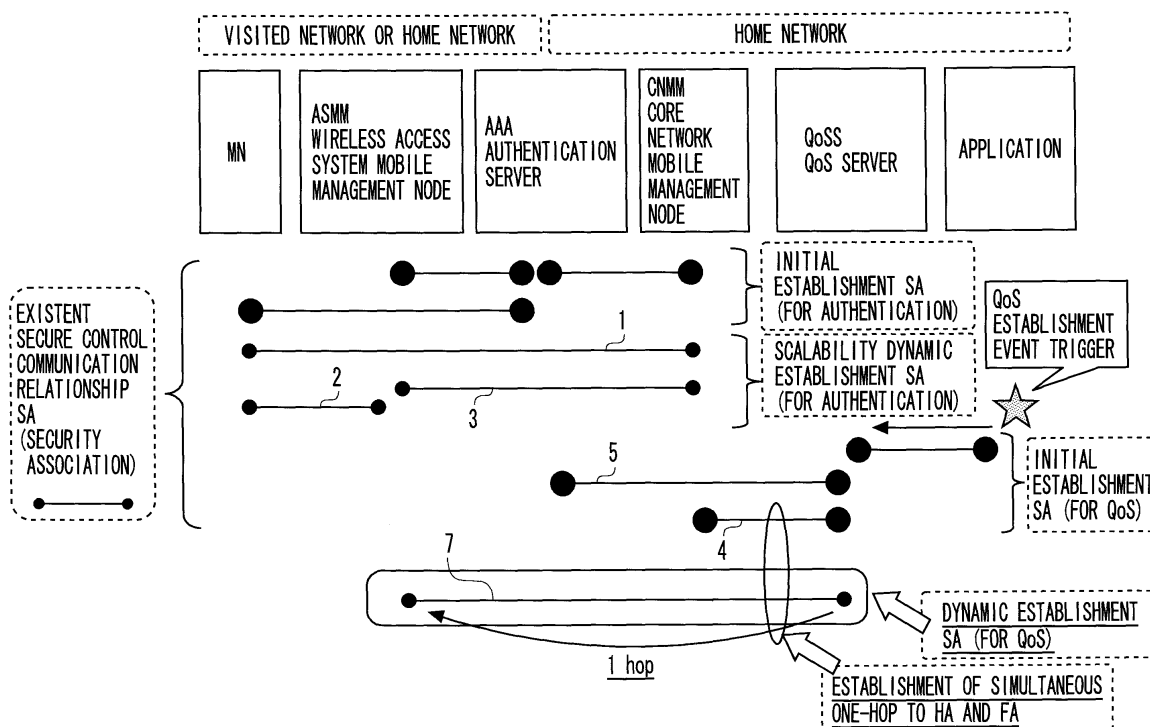 VISITED NETWORK OR HOME NETWORK
HOME NETWORK
MN
ASMM
WIRELESS ACCESS
SYSTEM MOBILE
MANAGEMENT NODE
AAA
AUTHENTICATION
SERVER
CNMM
CORE
NETWORK
MOBILE
MANAGEMENT
NODE
QoSS
QoS SERVER
APPLICATION
EXISTENT
SECURE CONTROL
COMMUNICATION
RELATIONSHIP
SA
(SECURITY
ASSOCIATION)
INITIAL
ESTABLISHMENT SA
(FOR AUTHENTICATION)
QoS
ESTABLISHMENT
EVENT TRIGGER
1
SCALABILITY DYNAMIC
ESTABLISHMENT SA
(FOR AUTHENTICATION)
2
3
5
INITIAL
ESTABLISHMENT
SA (FOR QoS)
4
7
1 hop
DYNAMIC ESTABLISHMENT
SA (FOR QoS)
ESTABLISHMENT OF SIMULTANEOUS
ONE-HOP TO HA AND FA